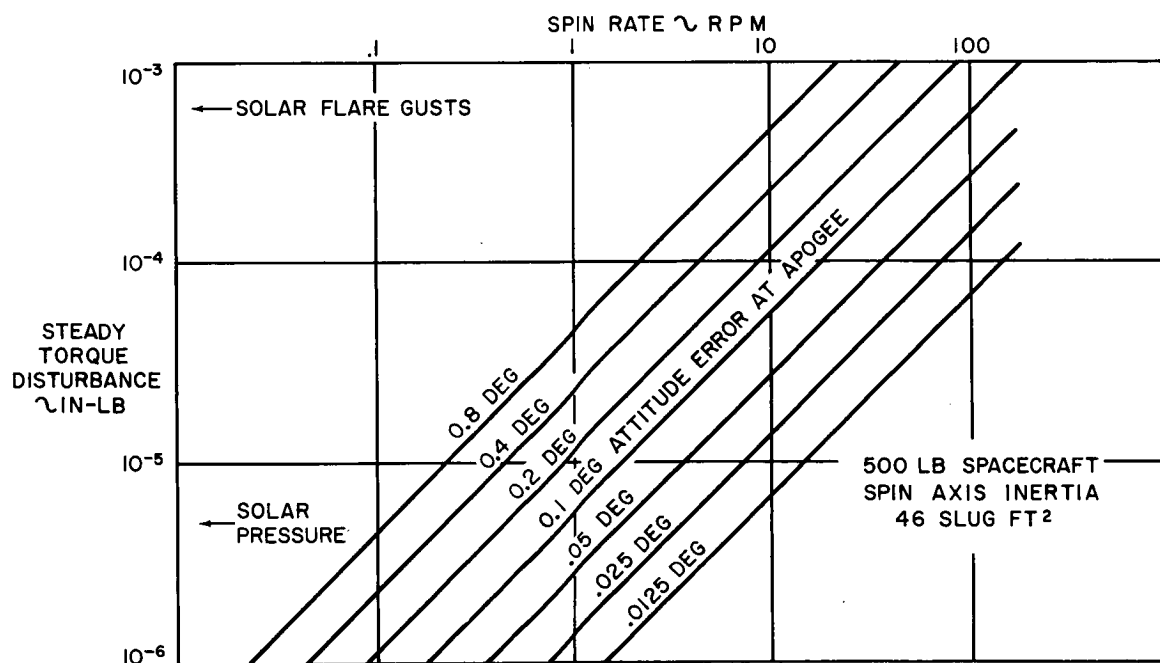 SPIN RATE ~ RPM
.1 1 10 100
10-3
← SOLAR FLARE GUSTS
10-4
STEADY
TORQUE
DISTURBANCE
~IN-LB
0.8 DEG
0.4 DEG
0.2 DEG
0.1 DEG ATTITUDE ERROR AT APOGEE
.05 DEG
.025 DEG
.0125 DEG
x
10-5
500 LB SPACECRAFT
SPIN AXIS INERTIA
46 SLUG FT2
← SOLAR
PRESSURE
10-6